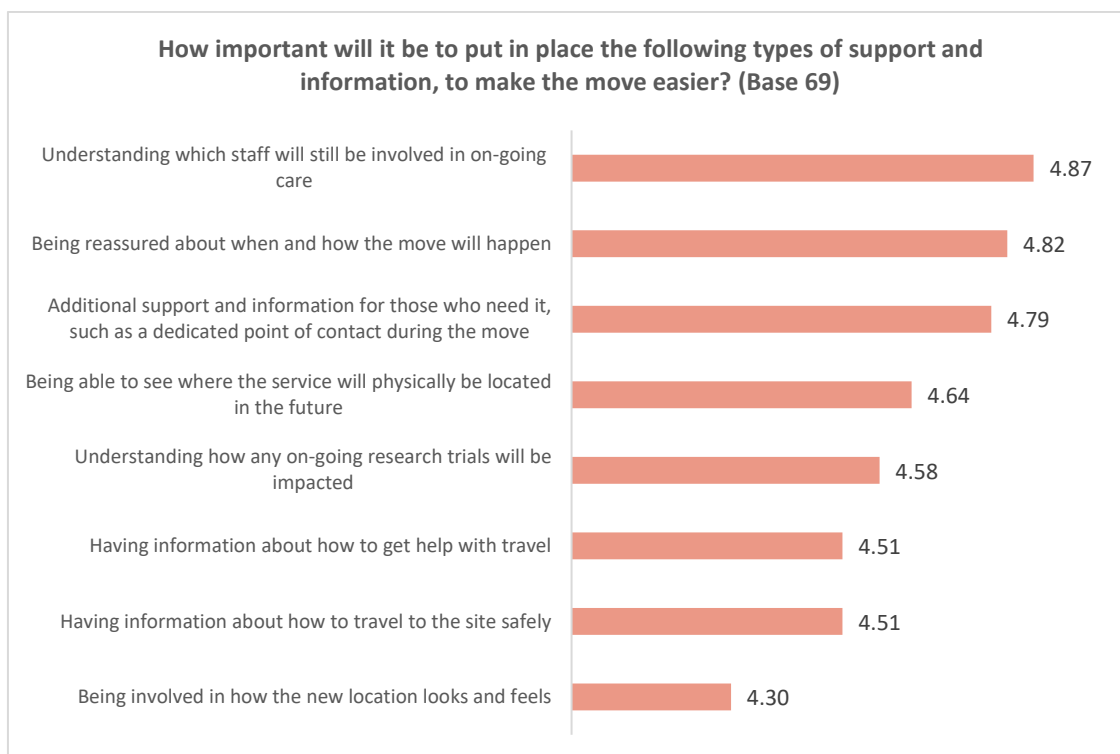 How important will it be to put in place the following types of support and
information, to make the move easier? (Base 69)
Understanding which staff will still be involved in on-going
care
4.87
Being reassured about when and how the move will happen
4.82
Additional support and information for those who need it,
such as a dedicated point of contact during the move
4.79
Being able to see where the service will physically be located
in the future
4.64
Understanding how any on-going research trials will be
impacted
4.58
Having information about how to get help with travel
4.51
Having information about how to travel to the site safely
4.51
Being involved in how the new location looks and feels
4.30